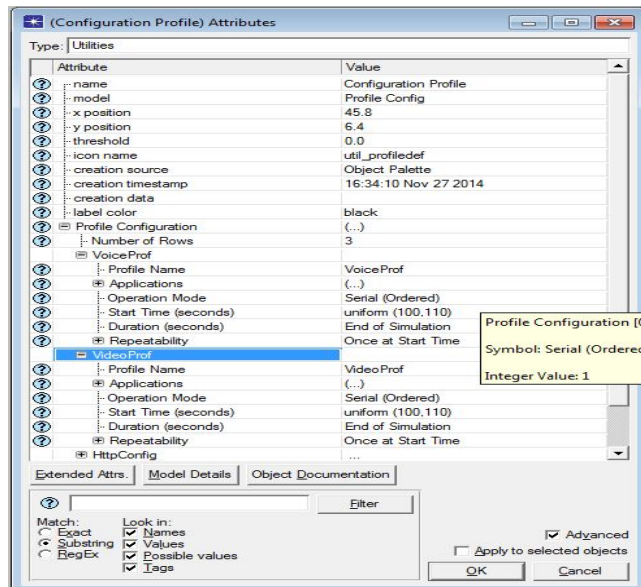 (Configuration Profile) Attributes
Type: Utilities
Attribute Value
name Configuration Profile
model Profile Config
x position 45.8
y position 6.4
threshold 0.0
icon name util_profiledef
creation source Object Palette
creation timestamp 16:34:10 Nov 27 2014
creation data
label color black
Profile Configuration (...)
Number of Rows 3
VoiceProf
Profile Name VoiceProf
Applications (...)
Operation Mode Serial (Ordered)
Start Time (seconds) uniform (100,110)
Duration (seconds) End of Simulation
Repeatability Once at Start Time
VideoProf
Profile Name VideoProf
Applications (...)
Operation Mode Serial (Ordered)
Start Time (seconds) uniform (100,110)
Duration (seconds) End of Simulation
Repeatability Once at Start Time
HttpConfig ...
Profile Configuration [
Symbol: Serial (Ordere
Integer Value: 1
Extended Attrs. Model Details Object Documentation
Filter
Match: Look in:
Exact Names
Substring Values
RegEx Possible values
Tags
Advanced
Apply to selected objects
OK Cancel